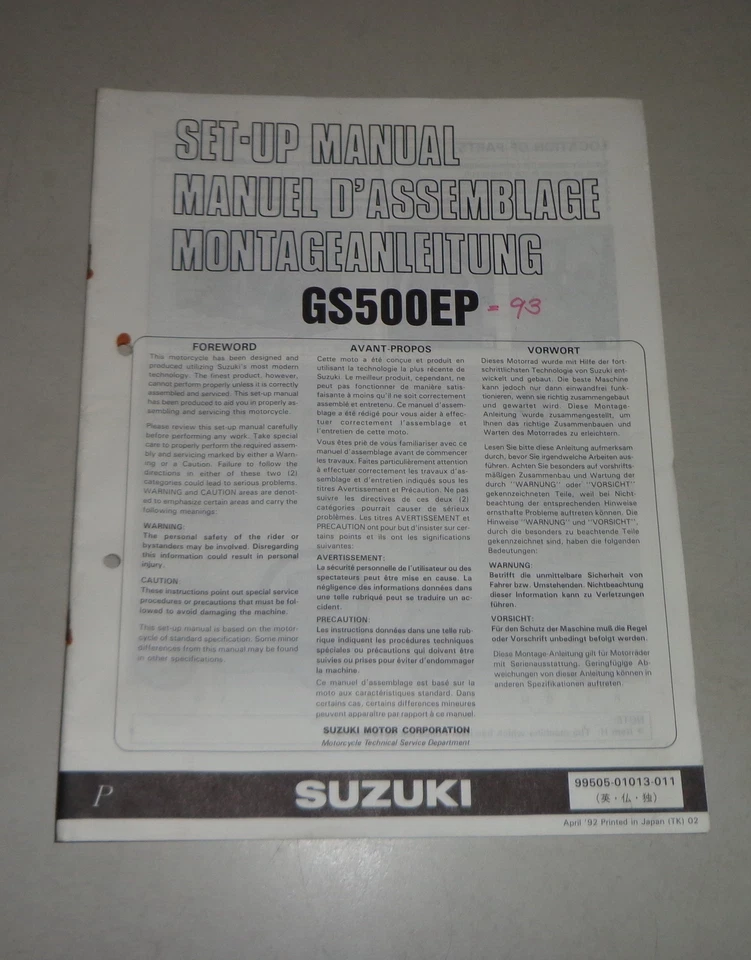 SET-UP MANUAL
MANUEL D'ASSEMBLAGE
MONTAGEANLEITUNG
GS500EP - 93
FOREWORD
This motorcycle has been designed and
produced utilizing Suzuki's most modern
technology. The finest product, however,
cannot perform properly unless it is correctly
assembled and serviced. This set-up manual
has been produced to aid you in properly as-
sembling and servicing this motorcycle.
Please review this set-up manual carefully
before performing any work. Take special
care to properly perform the required assem-
bly and servicing marked by either a Warn-
ing or a Caution. Failure to follow the
directions in either of these two (2)
categories could lead to serious problems.
WARNING and CAUTION areas are denot-
ed to emphasize certain areas and carry the
following meanings:
WARNING:
The personal safety of the rider or
bystanders may be involved. Disregarding
this information could result in personal
injury.
CAUTION:
These instructions point out special service
procedures or precautions that must be fol-
lowed to avoid damaging the machine.
This set-up manual is based on the motor-
cycle of standard specification. Some minor
differences from this manual may be found
in other specifications.
AVANT-PROPOS
Cette moto a été conçue et produit en
utilisant la technologie la plus récente de
Suzuki. Le meilleur produit, cependant, ne
peut pas fonctionner de manière satis-
faisante à moins qu'il ne soit correctement
assemblé et entretenu. Ce manuel d'assem-
blage a été rédigé pour vous aider à effec-
tuer correctement l'assemblage et
l'entretien de cette moto.
Vous êtes prié de vous familiariser avec ce
manuel d'assemblage avant de commencer
les travaux. Faites particulièrement attention
à effectuer correctement les travaux d'as-
semblage et d'entretien indiqués sous les
titres Avertissement et Précaution. Ne pas
suivre les directives de ces deux (2)
catégories pourrait causer de sérieux
problèmes. Les titres AVERTISSEMENT et
PRECAUTION ont pour but d'insister sur cer-
tains points et ils ont les significations
suivantes:
AVERTISSEMENT:
La sécurité personnelle de l'utilisateur ou des
spectateurs peut être mise en cause. La
négligence des informations données dans
une telle rubrique peut se traduire un ac-
cident.
PRECAUTION:
Les instructions données dans une telle rub-
rique indiquent les procédures techniques
spéciales ou précautions qui doivent être
suivies ou prises pour éviter d'endommager
la machine.
Ce manuel d'assemblage est basé sur la
moto aux caractéristiques standard. Dans
certains cas, certains différences mineures
peuvent apparaître par rapport à ce manuel.
VORWORT
Dieses Motorrad wurde mit Hilfe der fort-
schrittlichsten Technologie von Suzuki ent-
wickelt und gebaut. Die beste Maschine
kann jedoch nur dann einwandfrei funk-
tionieren, wenn sie richtig zusammengebaut
und gewartet wird. Diese Montage-
Anleitung wurde zusammengestellt, um
Ihnen das richtige Zusammenbauen und
Warten des Motorrades zu erleichtern.
Lesen Sie bitte diese Anleitung aufmerksam
durch, bevor Sie irgendwelche Arbeiten aus-
führen. Achten Sie besonders auf vorschrifts-
mäßigen Zusammenbau und Wartung der
durch "WARNUNG" oder "VORSICHT"
gekennzeichneten Teile, weil bei Nicht-
beachtung der entsprechenden Hinweise
ernsthafte Probleme auftreten können. Die
Hinweise "WARNUNG" und "VORSICHT",
durch die besonders zu beachtende Teile
gekennzeichnet sind, haben die folgenden
Bedeutungen:
WARNUNG:
Betrifft die unmittelbare Sicherheit von
Fahrer bzw. Umstehenden. Nichtbeachtung
dieser Information kann zu Verletzungen
führen.
VORSICHT:
Für den Schutz der Maschine muß die Regel
oder Vorschrift unbedingt befolgt werden.
Diese Montage-Anleitung gilt für Motorräder
mit Serienausstattung. Geringfügige Ab-
weichungen von dieser Anleitung können in
anderen Spezifikationen auftreten.
SUZUKI MOTOR CORPORATION
Motorcycle Technical Service Department
P
SUZUKI
99505-01013-011
(英・仏・独)
April '92 Printed in Japan (TK) 02